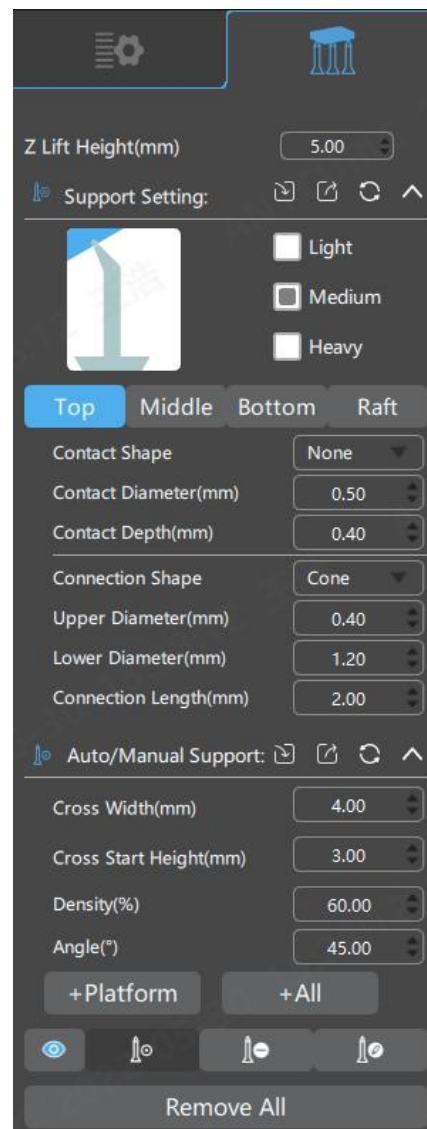 Z Lift Height(mm) 5.00
Support Setting:
Light
Medium
Heavy
Top Middle Bottom Raft
Contact Shape None
Contact Diameter(mm) 0.50
Contact Depth(mm) 0.40
Connection Shape Cone
Upper Diameter(mm) 0.40
Lower Diameter(mm) 1.20
Connection Length(mm) 2.00
Auto/Manual Support:
Cross Width(mm) 4.00
Cross Start Height(mm) 3.00
Density(%) 60.00
Angle(°) 45.00
+Platform +All
Remove All